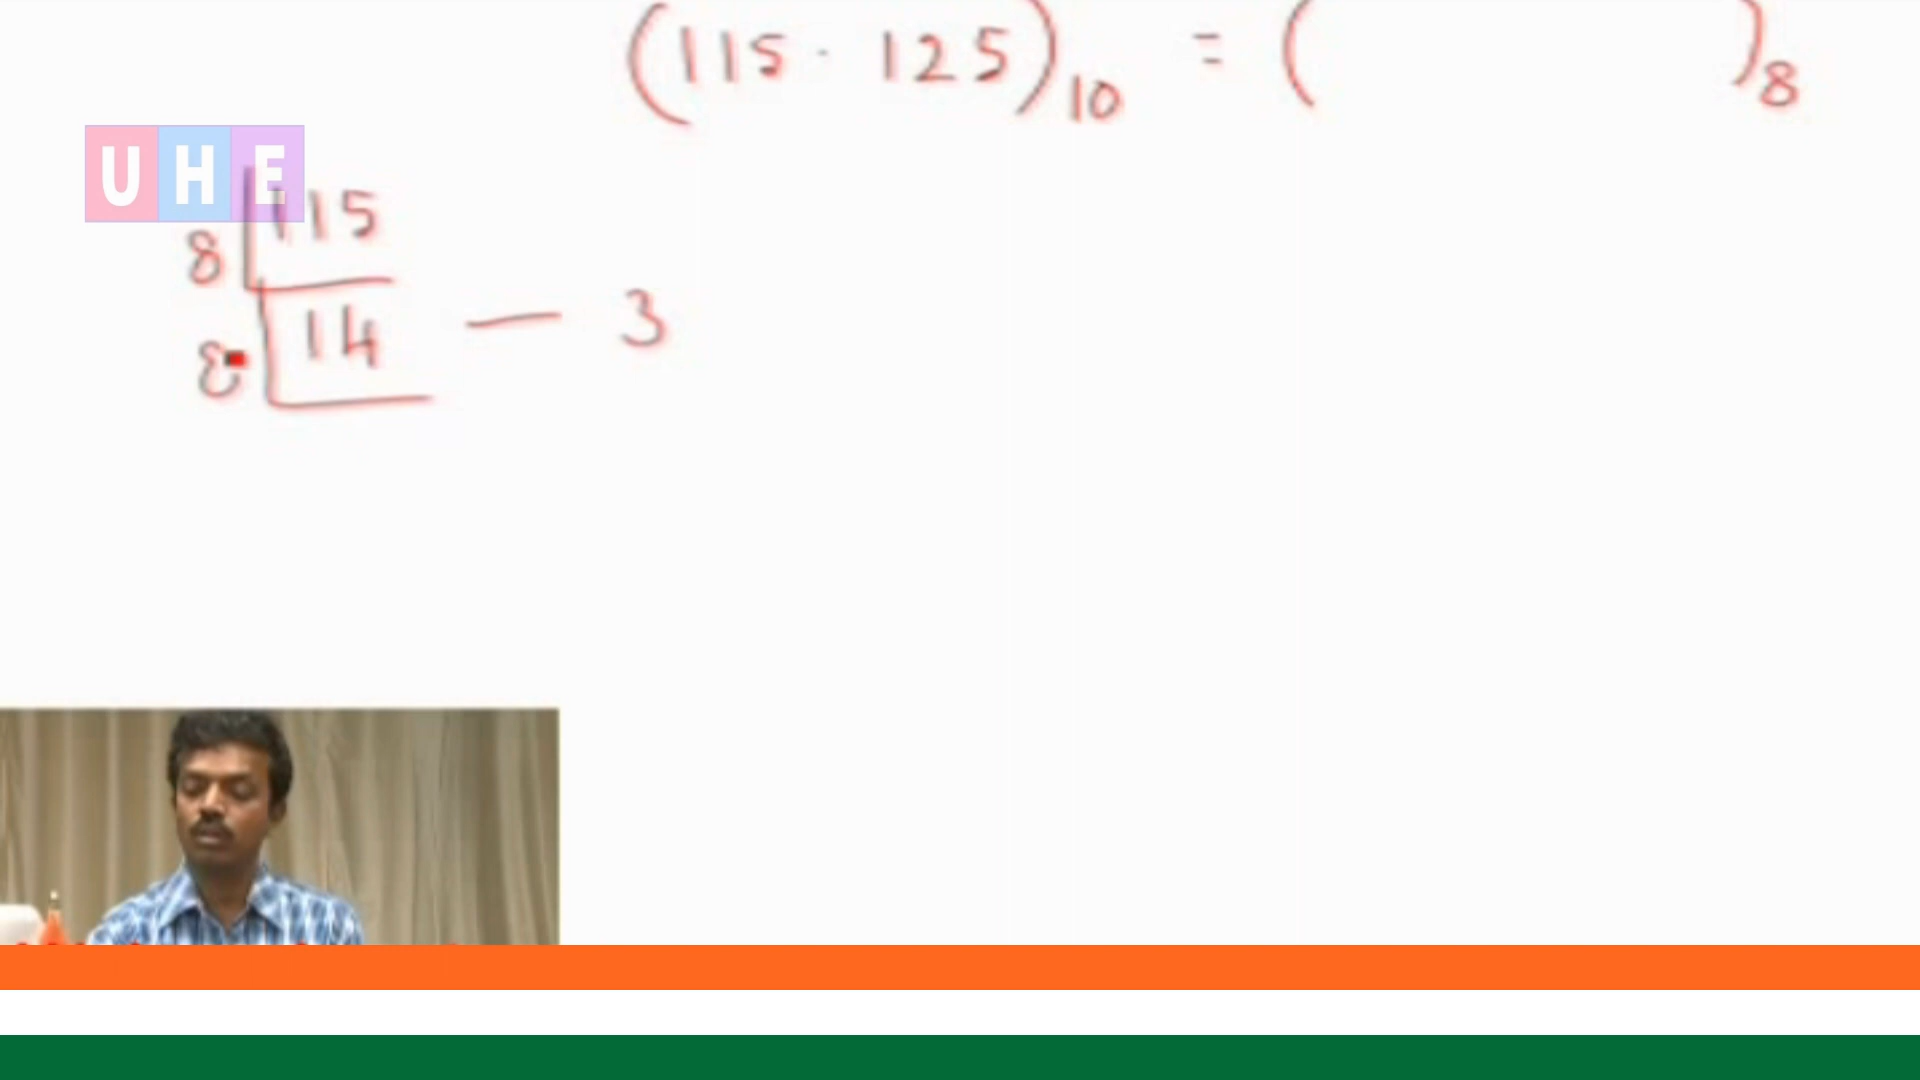 (115.125)₁₀ = ( )₈
UHE
8 115
8 14 — 3